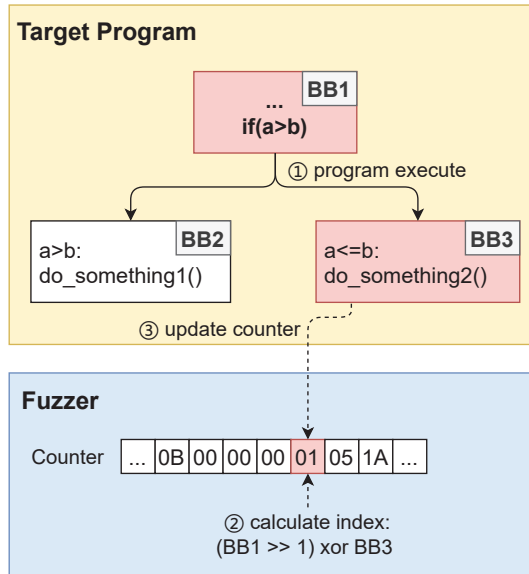 Target Program
BB1
...
if(a>b)
① program execute
BB2
a>b:
do_something1()
BB3
a<=b:
do_something2()
③ update counter
Fuzzer
Counter ... 0B 00 00 00 01 05 1A ...
② calculate index:
(BB1 >> 1) xor BB3